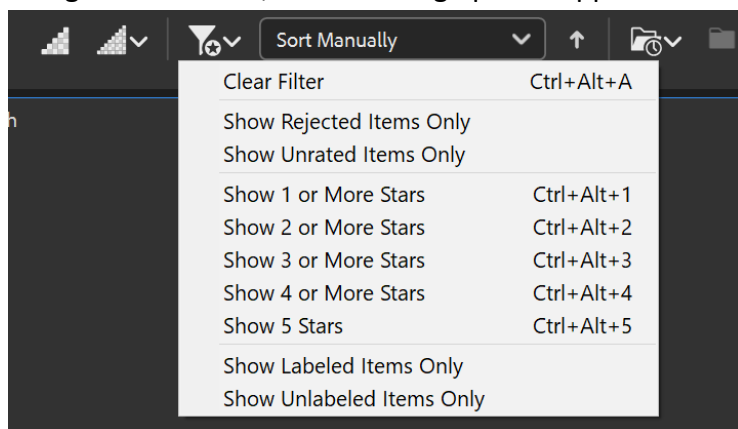 Sort Manually
Clear Filter Ctrl+Alt+A
h
Show Rejected Items Only
Show Unrated Items Only
Show 1 or More Stars Ctrl+Alt+1
Show 2 or More Stars Ctrl+Alt+2
Show 3 or More Stars Ctrl+Alt+3
Show 4 or More Stars Ctrl+Alt+4
Show 5 Stars Ctrl+Alt+5
Show Labeled Items Only
Show Unlabeled Items Only